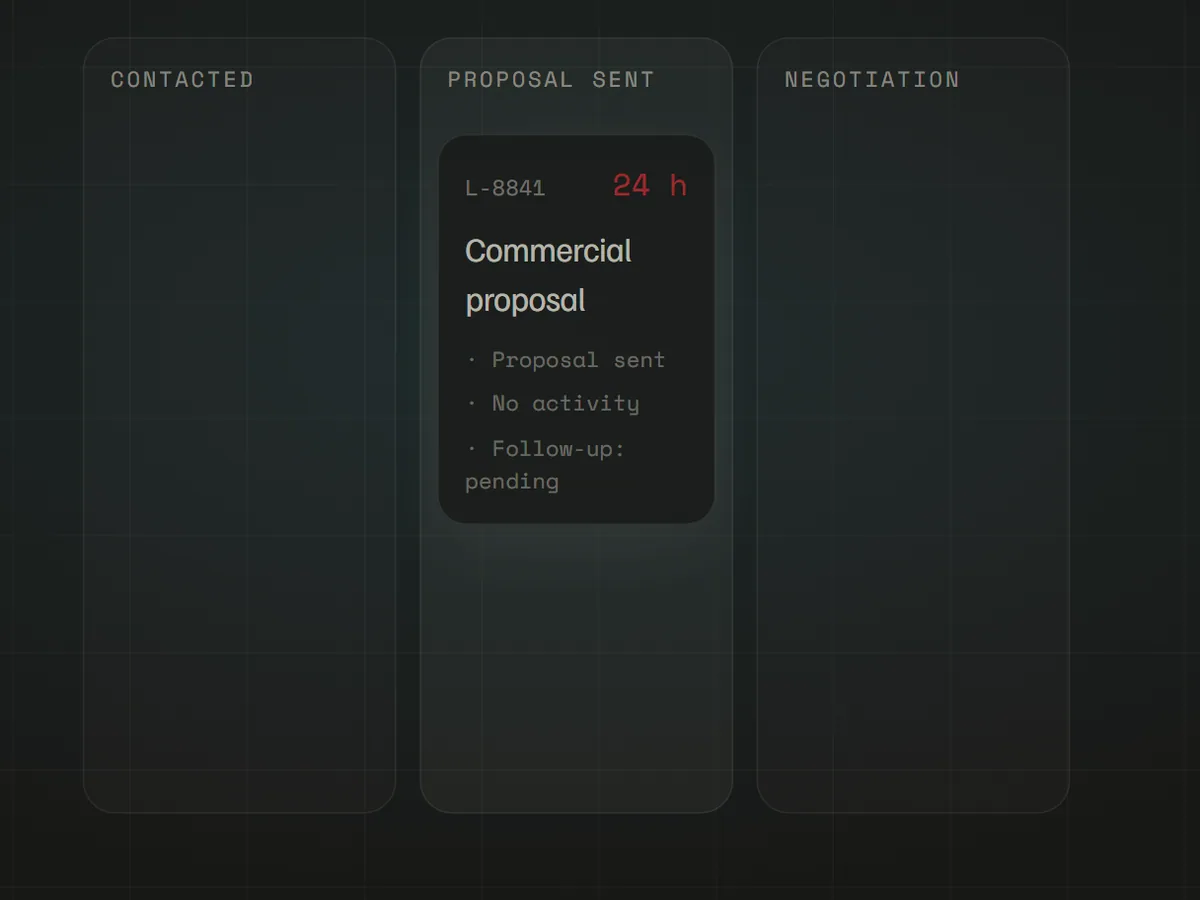 CONTACTED
PROPOSAL SENT
NEGOTIATION
L-8841
24 h
Commercial
proposal
· Proposal sent
· No activity
· Follow-up:
pending